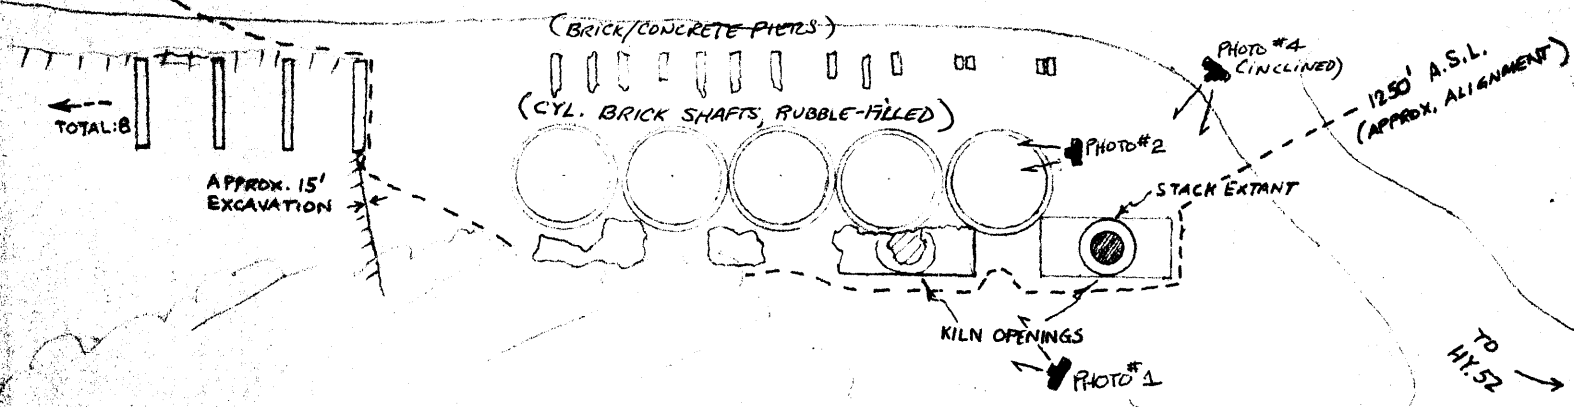 (BRICK/CONCRETE PIERS)
PHOTO #4
(INCLINED)
1250' A.S.L.
(APPROX. ALIGNMENT)
TOTAL:8
(CYL. BRICK SHAFTS, RUBBLE-FILLED)
PHOTO #2
APPROX. 15'
EXCAVATION
STACK EXTANT
KILN OPENINGS
PHOTO #1
TO
HY. 52